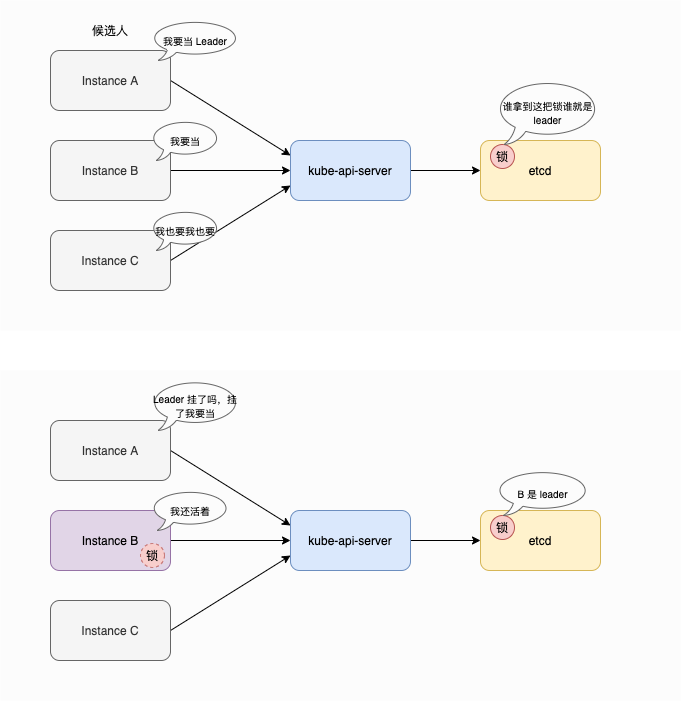 候选人
我要当 Leader
Instance A
谁拿到这把锁谁就是
leader
我要当
锁
Instance B
kube-api-server
etcd
我也要我也要
Instance C
Leader 挂了吗，挂
了我要当
Instance A
B 是 leader
我还活着
锁
Instance B
kube-api-server
etcd
锁
Instance C